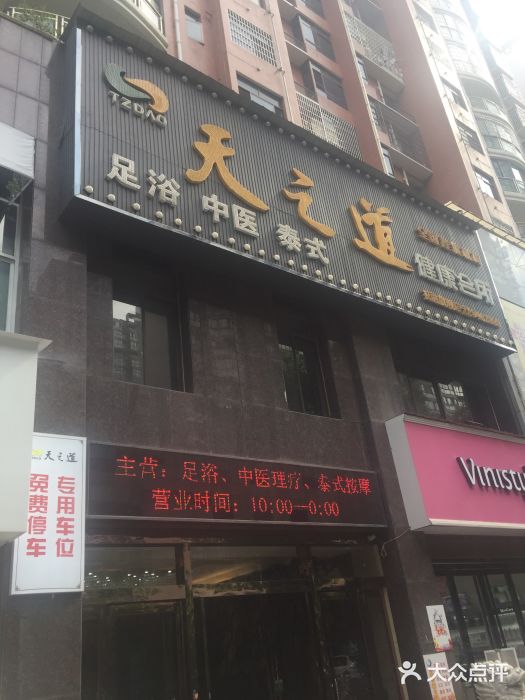 TZDAO
天之道
足浴 中医 泰式
健康会所
主营：足浴、中医理疗、泰式按摩
营业时间：10:00--0:00
天之道
专用车位
免费停车
Vinistu
大众点评